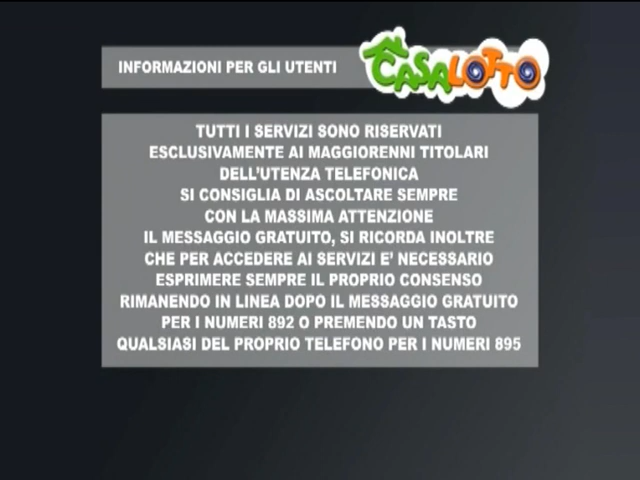 INFORMAZIONI PER GLI UTENTI
CASALOTTO
TUTTI I SERVIZI SONO RISERVATI
ESCLUSIVAMENTE AI MAGGIORENNI TITOLARI
DELL'UTENZA TELEFONICA
SI CONSIGLIA DI ASCOLTARE SEMPRE
CON LA MASSIMA ATTENZIONE
IL MESSAGGIO GRATUITO, SI RICORDA INOLTRE
CHE PER ACCEDERE AI SERVIZI E' NECESSARIO
ESPRIMERE SEMPRE IL PROPRIO CONSENSO
RIMANENDO IN LINEA DOPO IL MESSAGGIO GRATUITO
PER I NUMERI 892 O PREMENDO UN TASTO
QUALSIASI DEL PROPRIO TELEFONO PER I NUMERI 895